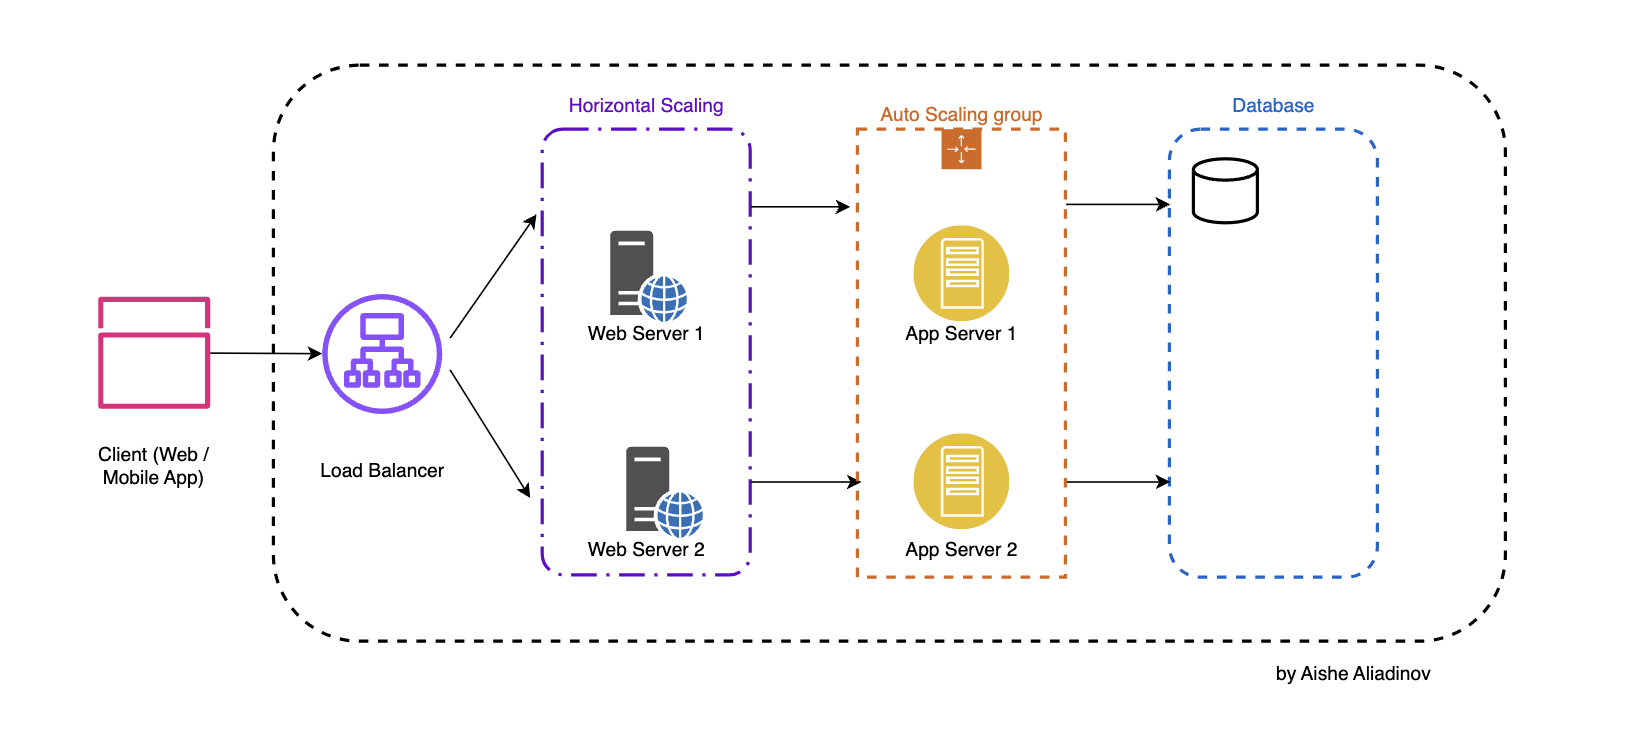 Horizontal Scaling
Auto Scaling group
Database
Web Server 1
App Server 1
Client (Web /
Mobile App)
Load Balancer
Web Server 2
App Server 2
by Aishe Aliadinov